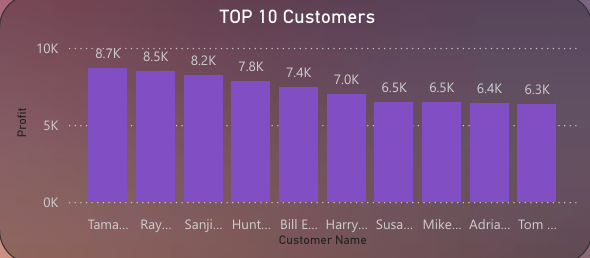 TOP 10 Customers
10K
8.7K 8.5K 8.2K 7.8K 7.4K 7.0K 6.5K 6.5K 6.4K 6.3K
Profit
5K
0K
Tama... Ray... Sanji... Hunt... Bill E... Harry... Susa... Mike... Adria... Tom ...
Customer Name